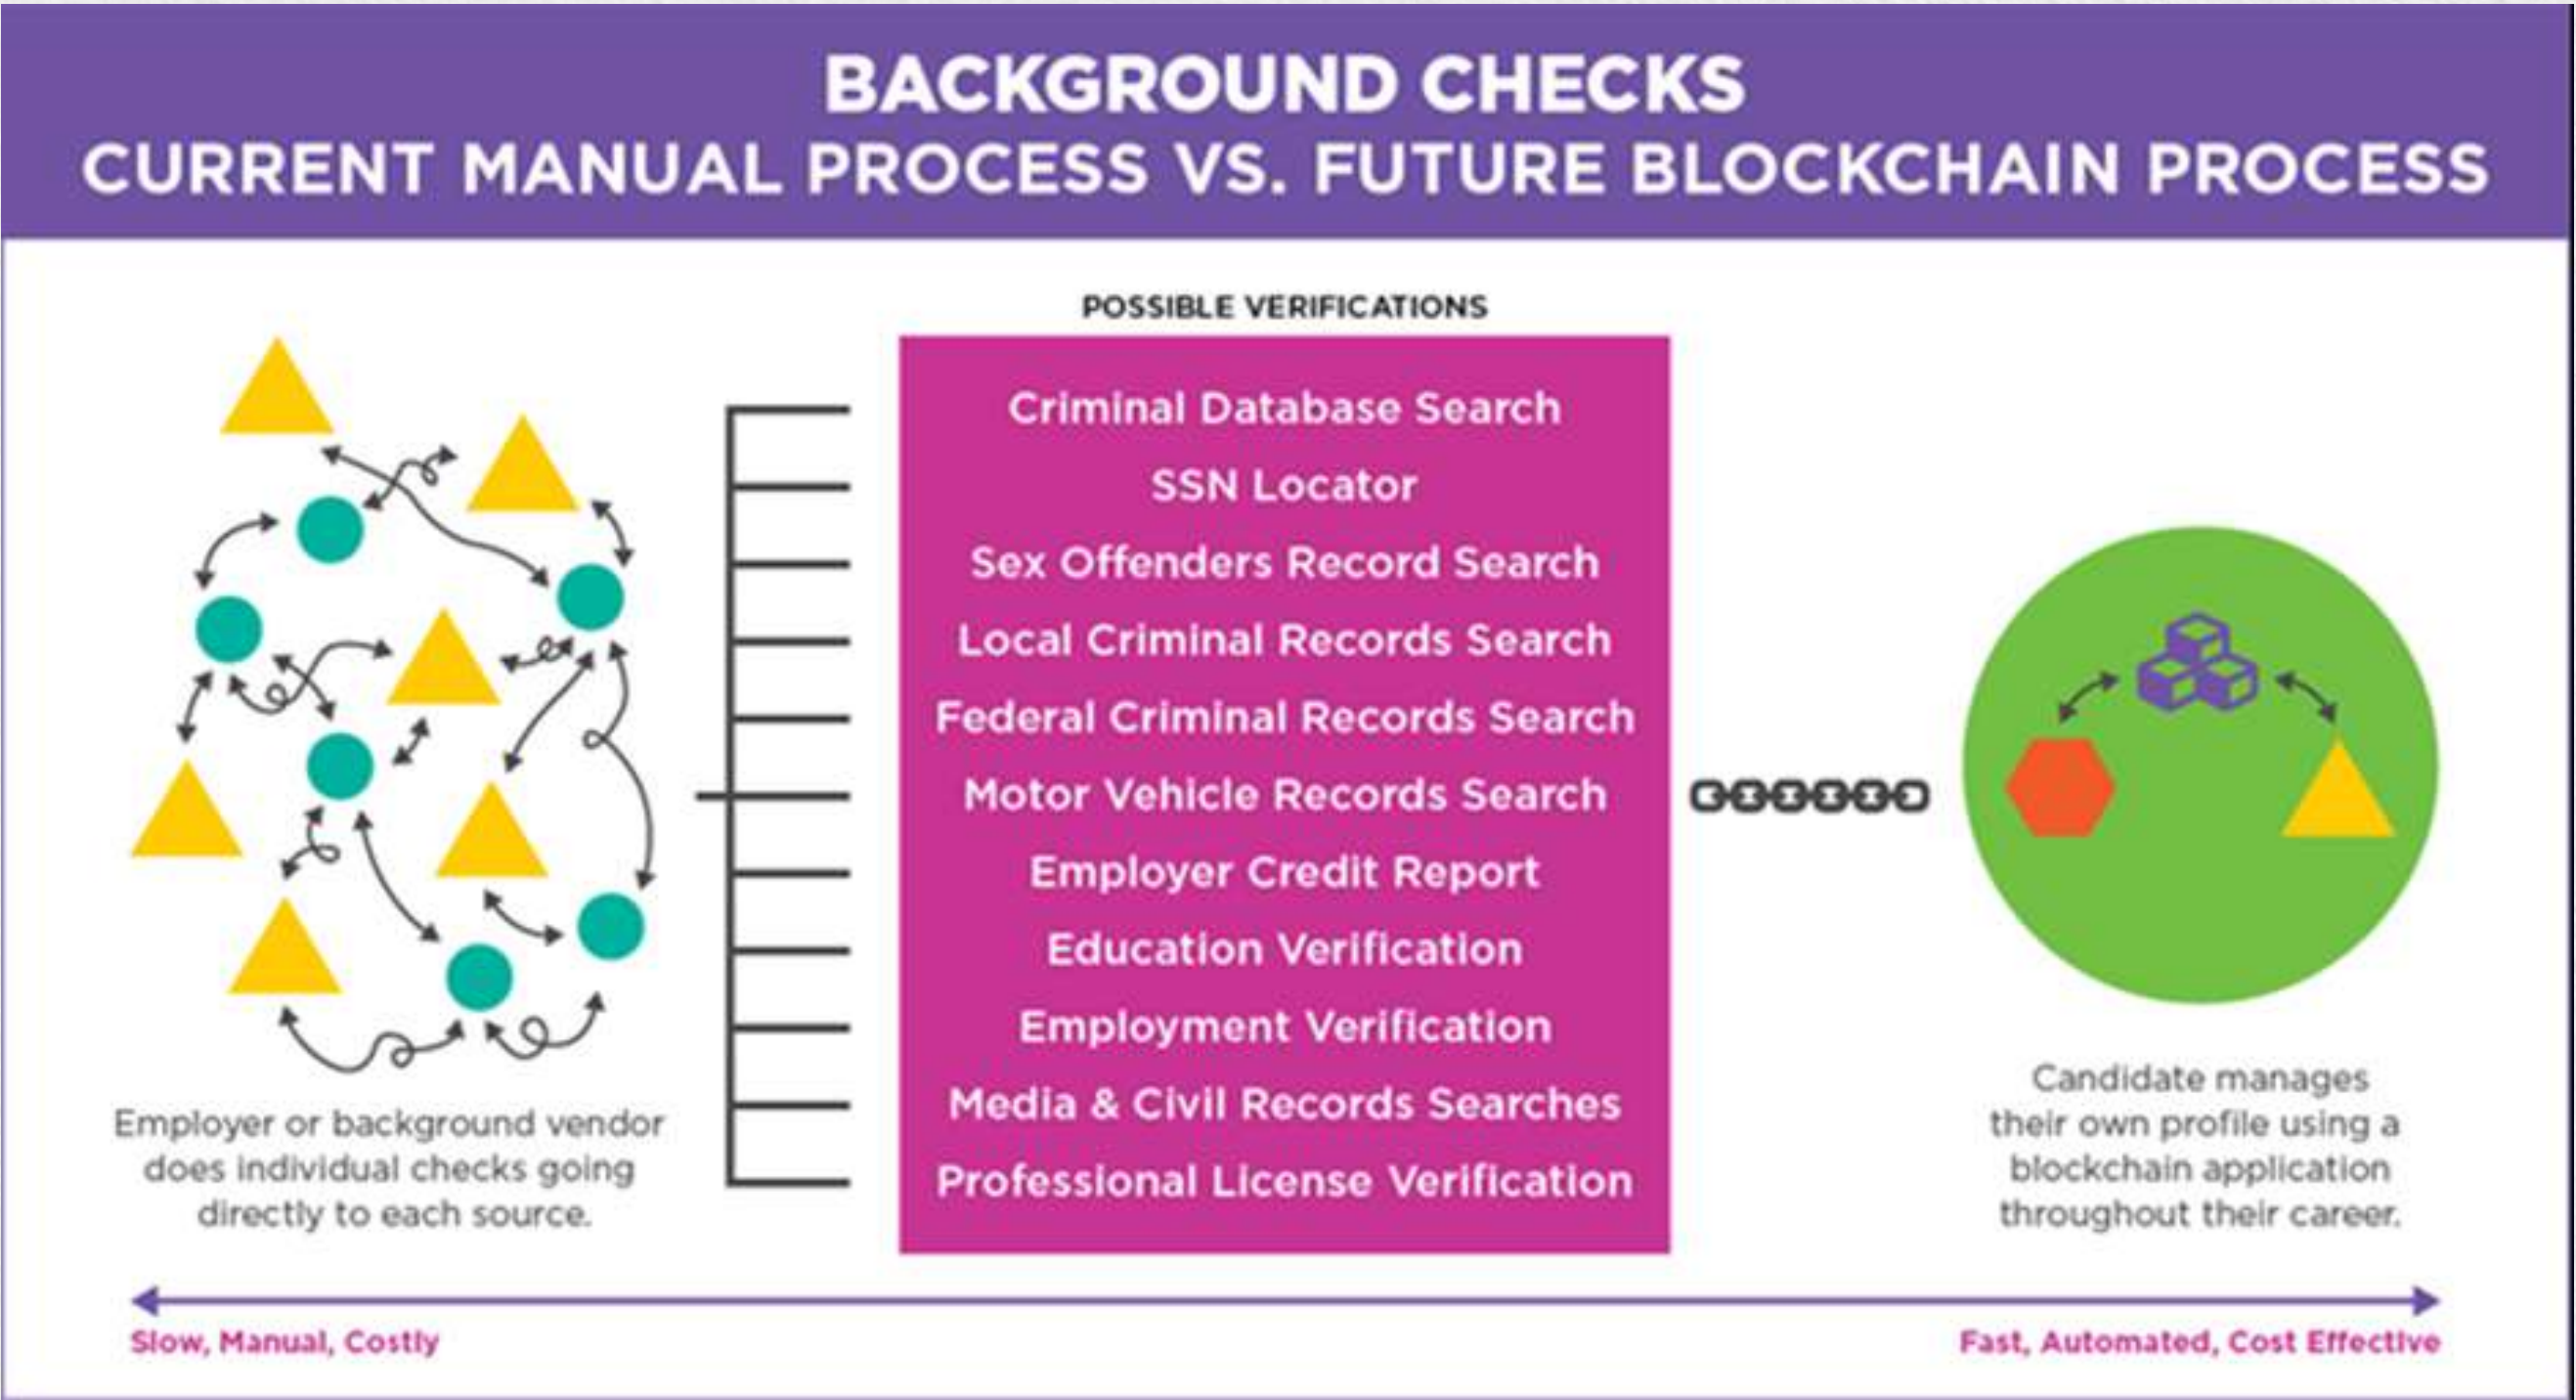 BACKGROUND CHECKS
CURRENT MANUAL PROCESS VS. FUTURE BLOCKCHAIN PROCESS
POSSIBLE VERIFICATIONS
Criminal Database Search
SSN Locator
Sex Offenders Record Search
Local Criminal Records Search
Federal Criminal Records Search
Motor Vehicle Records Search
Employer Credit Report
Education Verification
Employment Verification
Media & Civil Records Searches
Professional License Verification
Employer or background vendor
does individual checks going
directly to each source.
Candidate manages
their own profile using a
blockchain application
throughout their career.
Slow, Manual, Costly
Fast, Automated, Cost Effective